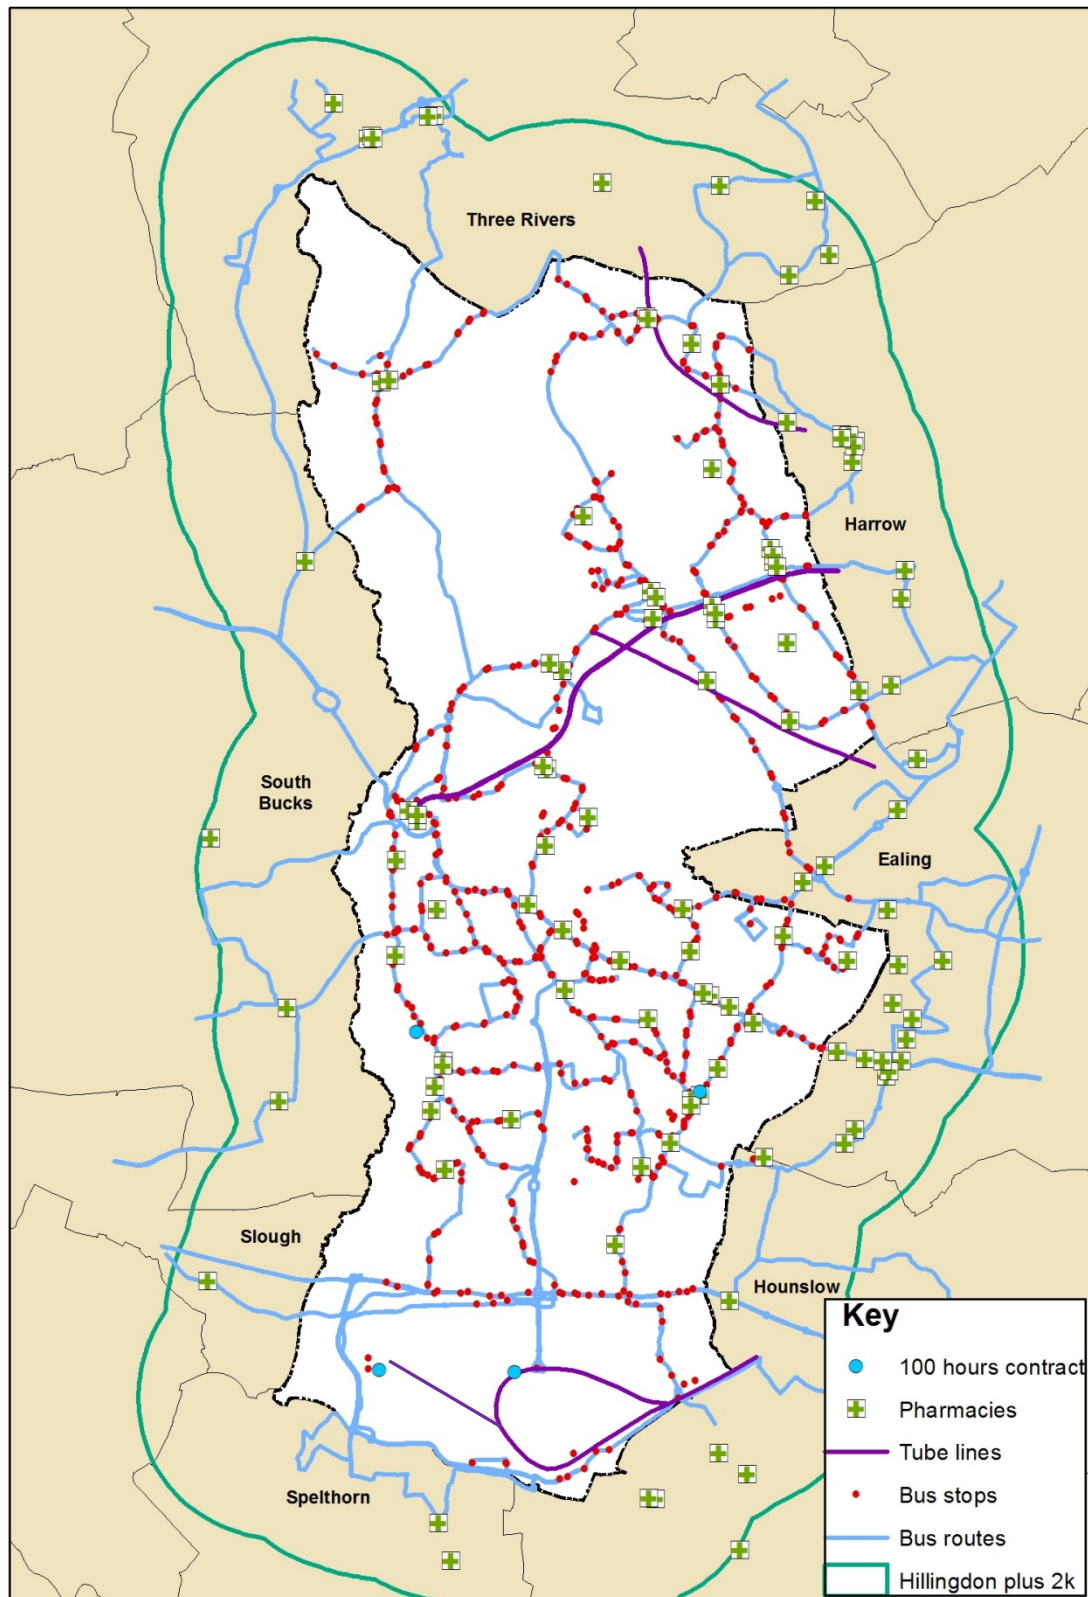 Three Rivers
Harrow
South
Bucks
Ealing
Slough
Hounslow
Spelthorn
Key
100 hours contract
Pharmacies
Tube lines
Bus stops
Bus routes
Hillingdon plus 2k